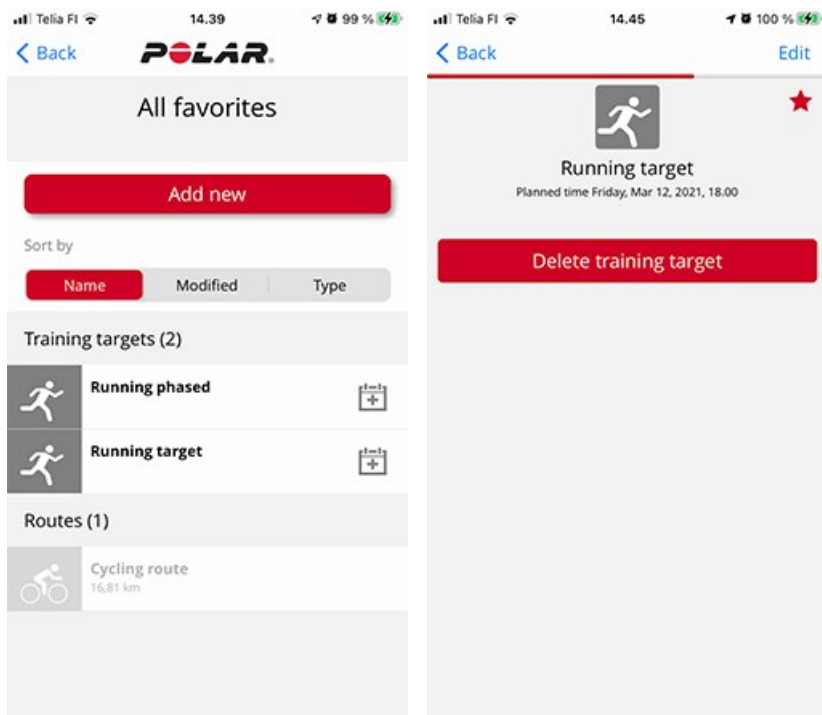 Telia FI 14.39 99 %
Back POLAR.
All favorites
Add new
Sort by
Name Modified Type
Training targets (2)
Running phased
Running target
Routes (1)
Cycling route
16,81 km
Telia FI 14.45 100 %
Back Edit
Running target
Planned time Friday, Mar 12, 2021, 18.00
Delete training target